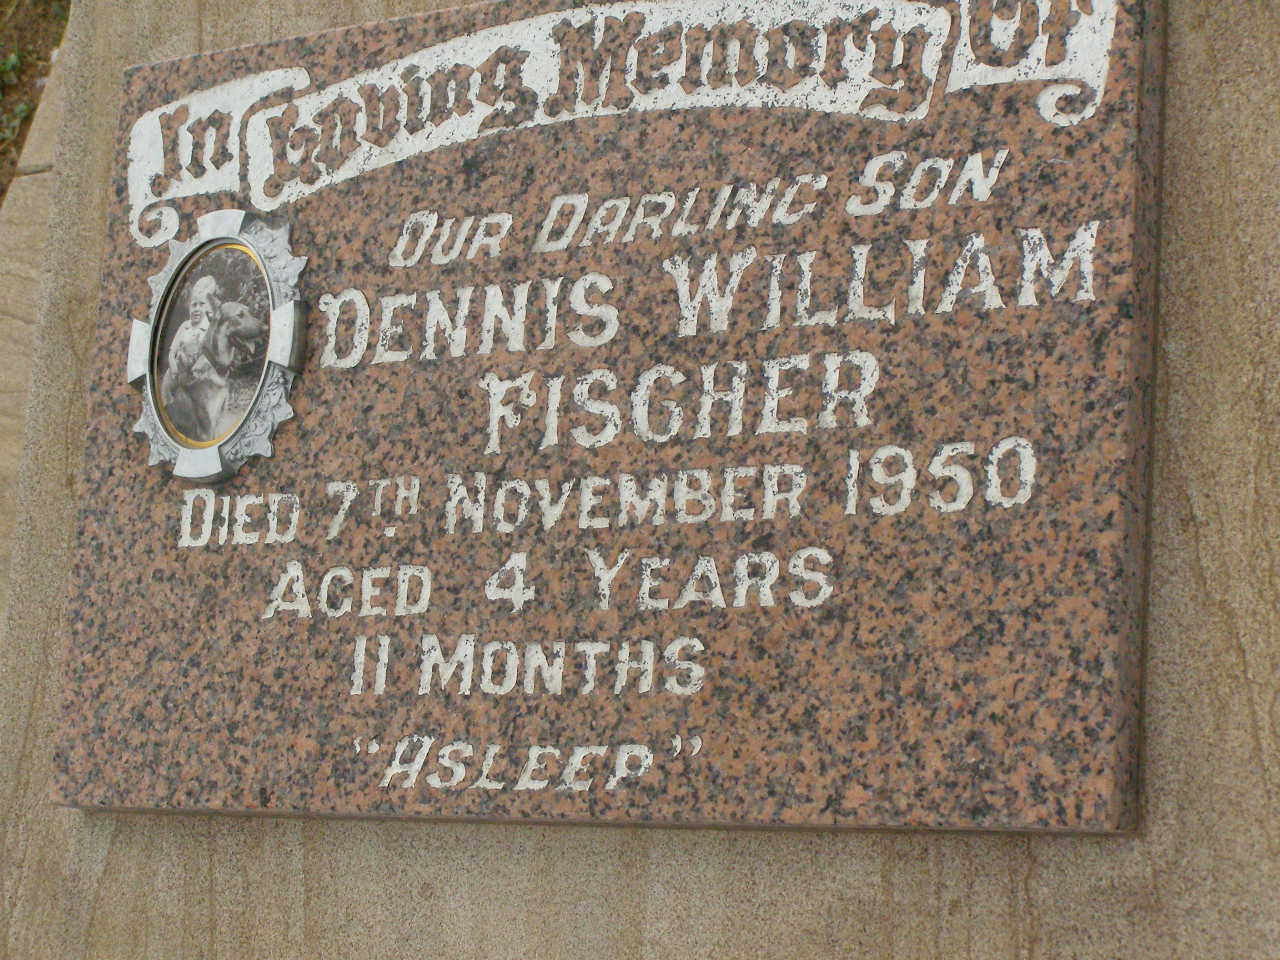 In Loving Memory Of
OUR DARLING SON
DENNIS WILLIAM
FISCHER
DIED 7TH NOVEMBER 1950
AGED 4 YEARS
11 MONTHS
"ASLEEP"